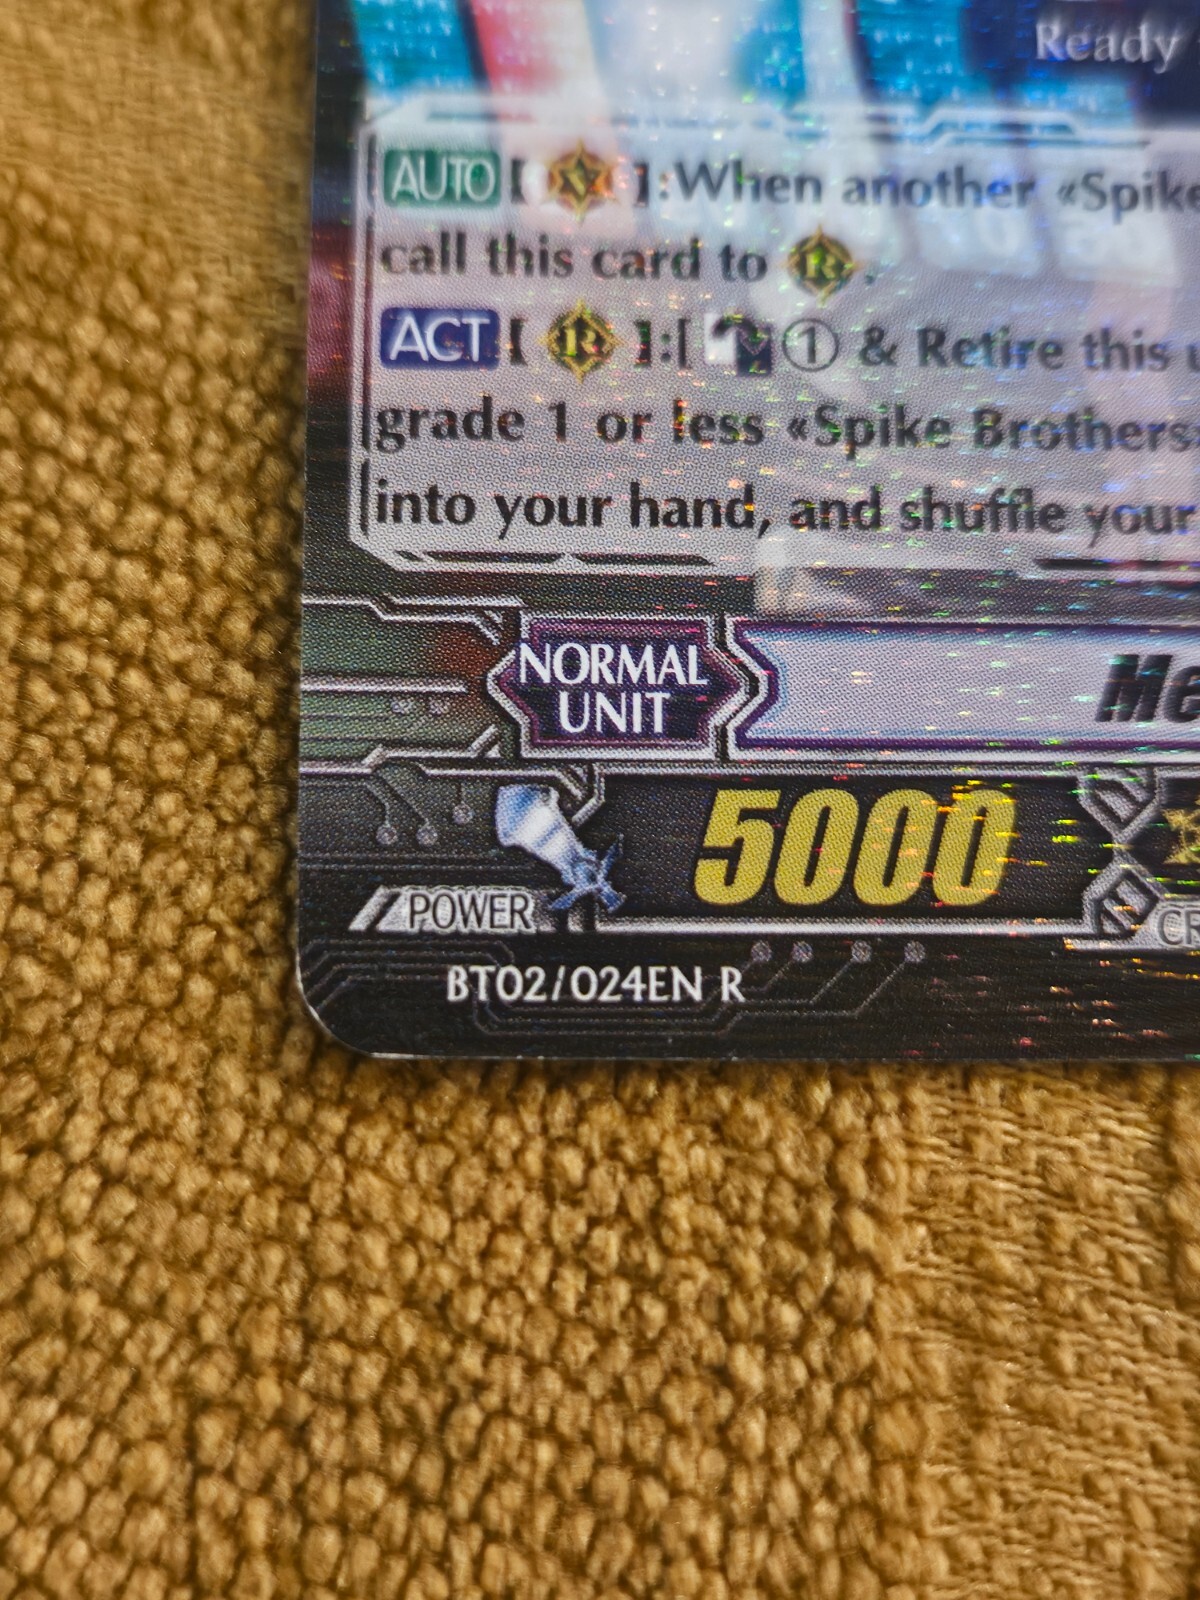 Ready
AUTO [ V ]:When another «Spike
call this card to R .
ACT [ R ]:[ ① & Retire this u
grade 1 or less «Spike Brothers
into your hand, and shuffle your
NORMAL
UNIT
Me
5000
POWER
CR
BT02/024EN R